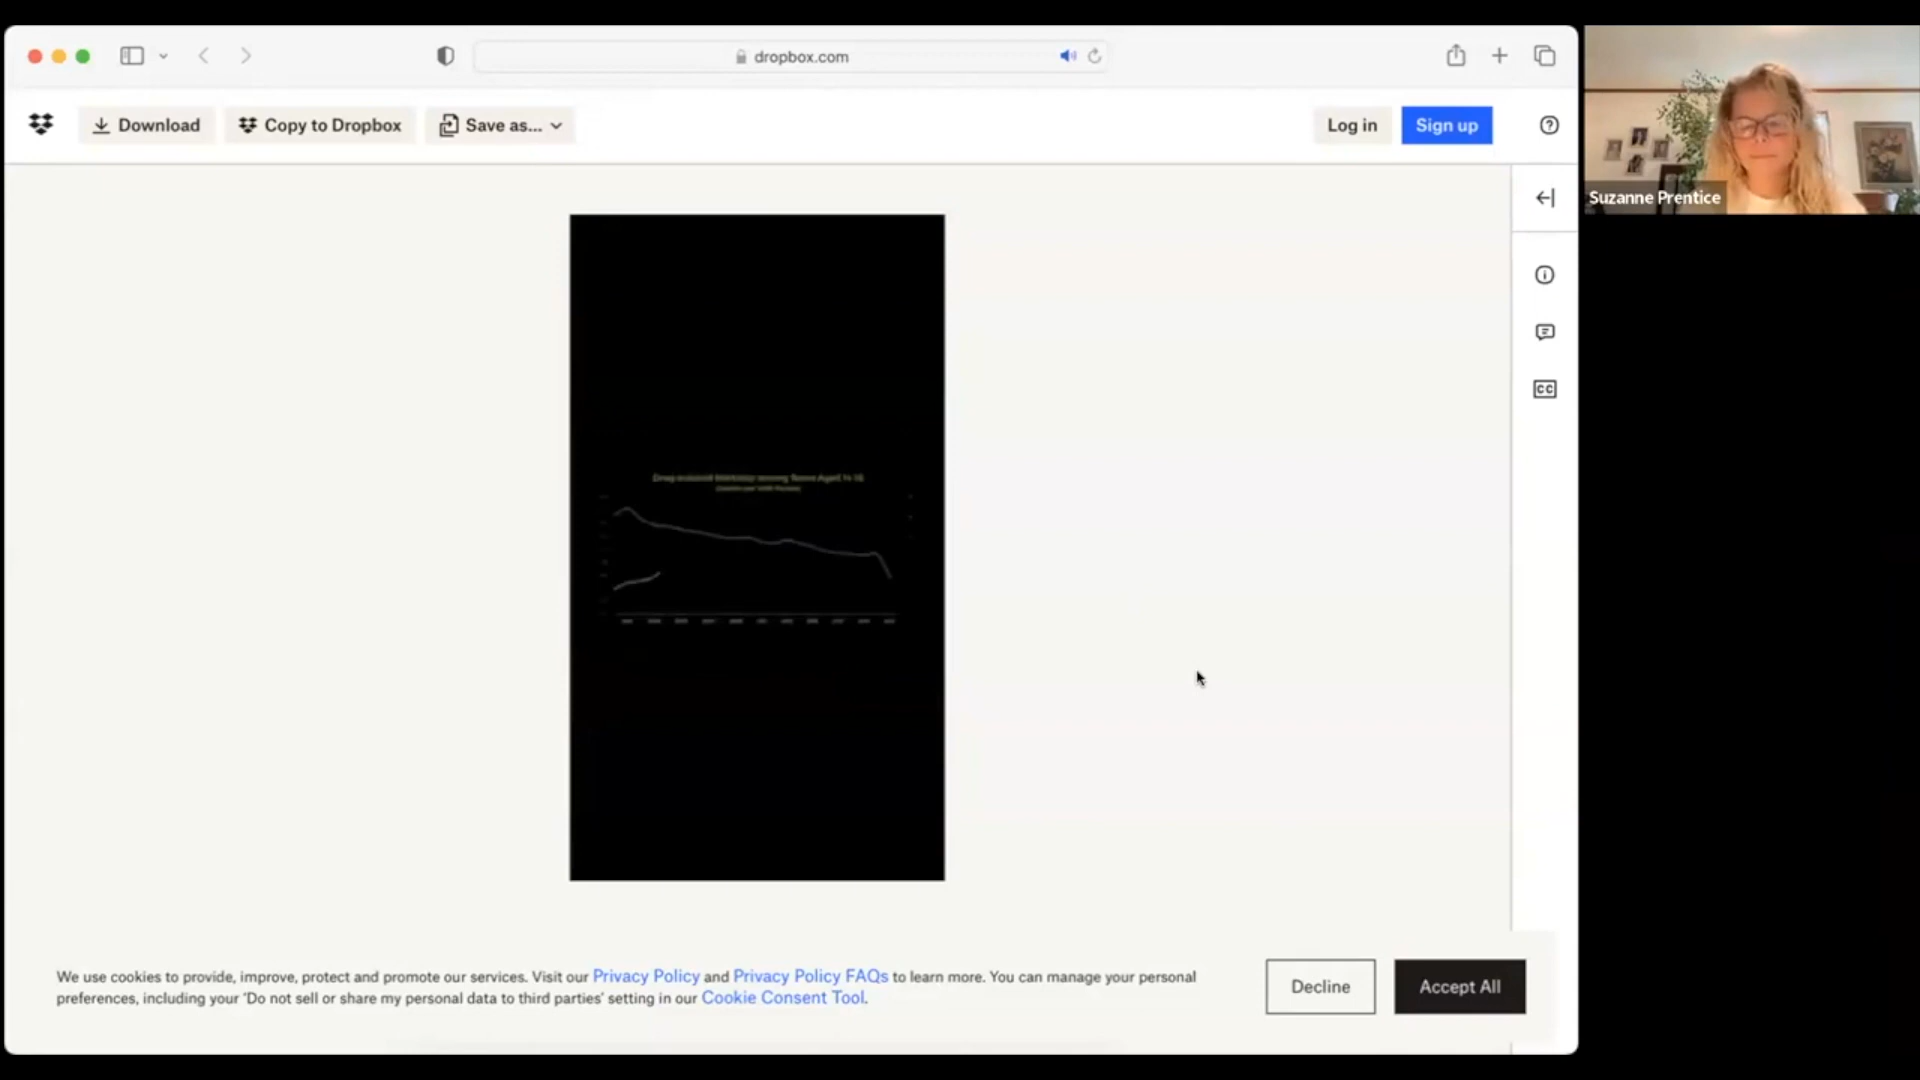 dropbox.com
Download
Copy to Dropbox
Save as...
Log in
Sign up
Suzanne Prentice
CC
We use cookies to provide, improve, protect and promote our services. Visit our Privacy Policy and Privacy Policy FAQs to learn more. You can manage your personal
preferences, including your 'Do not sell or share my personal data to third parties' setting in our Cookie Consent Tool.
Decline
Accept All